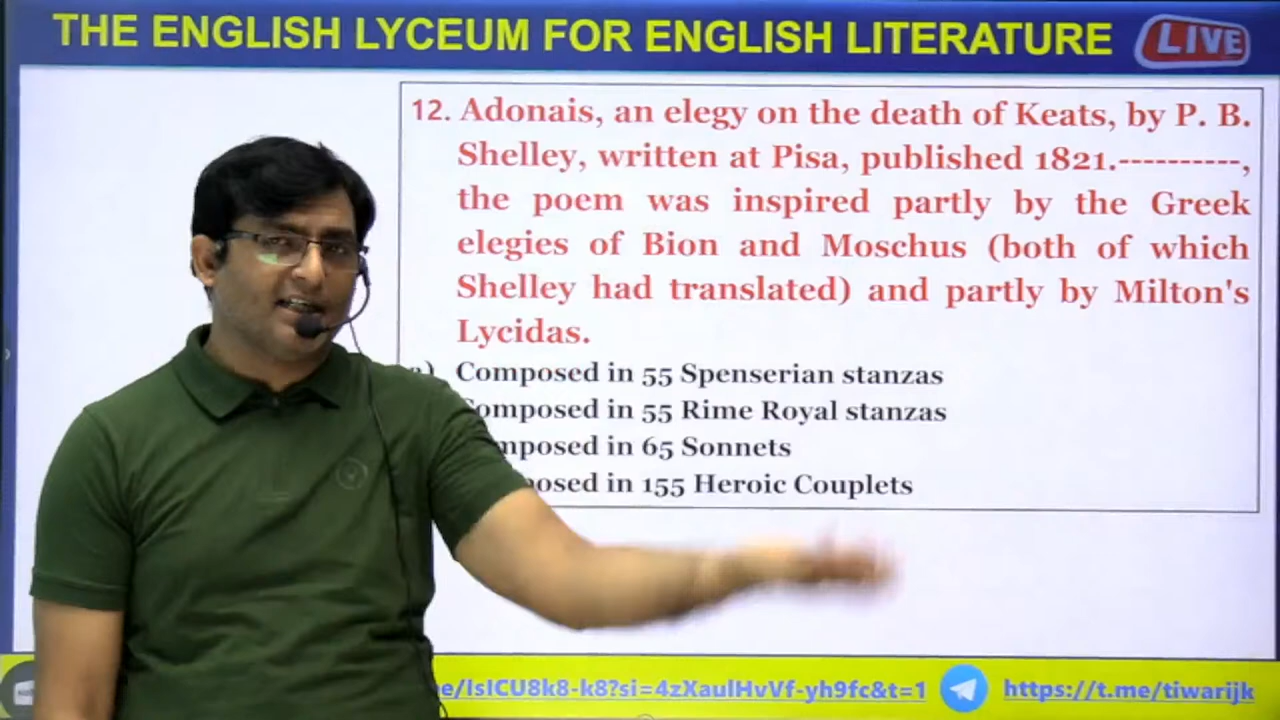 THE ENGLISH LYCEUM FOR ENGLISH LITERATURE
LIVE
12. Adonais, an elegy on the death of Keats, by P. B.
Shelley, written at Pisa, published 1821.----------,
the poem was inspired partly by the Greek
elegies of Bion and Moschus (both of which
Shelley had translated) and partly by Milton's
Lycidas.
Composed in 55 Spenserian stanzas
Composed in 55 Rime Royal stanzas
mposed in 65 Sonnets
posed in 155 Heroic Couplets
e/IsICU8k8-k8?si=4zXaulHvVf-yh9fc&t=1
https://t.me/tiwarijk